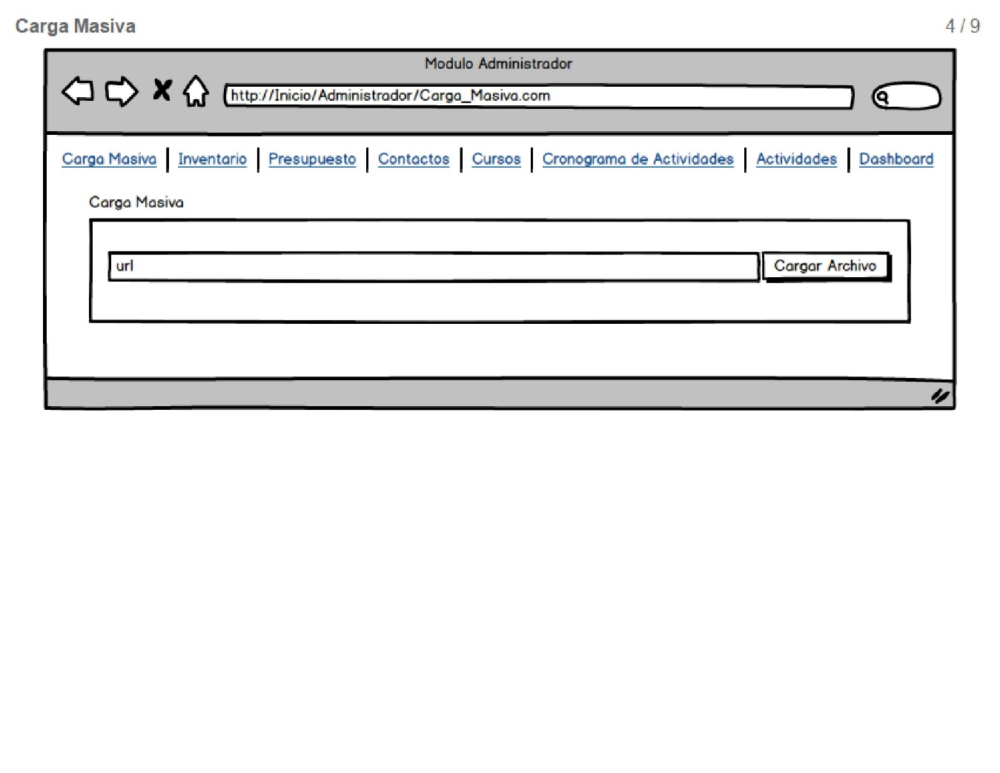 Carga Masiva 4 / 9
Modulo Administrador
http://Inicio/Administrador/Carga_Masiva.com
Carga Masiva | Inventario | Presupuesto | Contactos | Cursos | Cronograma de Actividades | Actividades | Dashboard
Carga Masiva
url Cargar Archivo